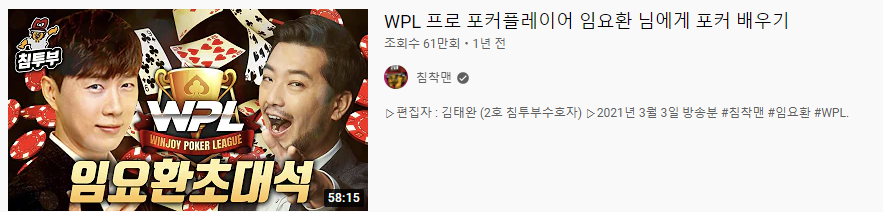 침투부
WPL
WINJOY POKER LEAGUE
임요환초대석
58:15
WPL 프로 포커플레이어 임요환 님에게 포커 배우기
조회수 61만회 • 1년 전
침착맨
▷편집자 : 김태완 (2호 침투부수호자) ▷2021년 3월 3일 방송분 #침착맨 #임요환 #WPL.